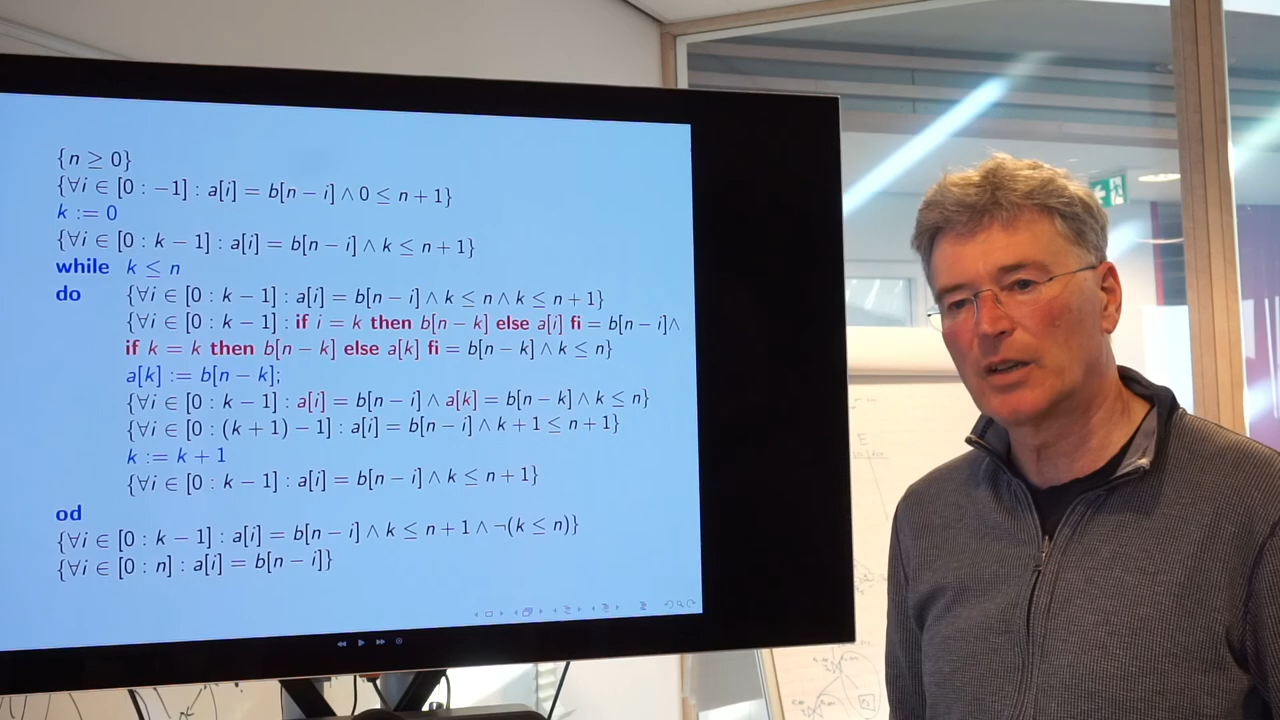 {n ≥ 0}
{∀i ∈ [0 : −1] : a[i] = b[n − i] ∧ 0 ≤ n + 1}
k := 0
{∀i ∈ [0 : k − 1] : a[i] = b[n − i] ∧ k ≤ n + 1}
while k ≤ n
do {∀i ∈ [0 : k − 1] : a[i] = b[n − i] ∧ k ≤ n ∧ k ≤ n + 1}
{∀i ∈ [0 : k − 1] : if i = k then b[n − k] else a[i] fi = b[n − i]∧
if k = k then b[n − k] else a[k] fi = b[n − k] ∧ k ≤ n}
a[k] := b[n − k];
{∀i ∈ [0 : k − 1] : a[i] = b[n − i] ∧ a[k] = b[n − k] ∧ k ≤ n}
{∀i ∈ [0 : (k + 1) − 1] : a[i] = b[n − i] ∧ k + 1 ≤ n + 1}
k := k + 1
{∀i ∈ [0 : k − 1] : a[i] = b[n − i] ∧ k ≤ n + 1}
od
{∀i ∈ [0 : k − 1] : a[i] = b[n − i] ∧ k ≤ n + 1 ∧ ¬(k ≤ n)}
{∀i ∈ [0 : n] : a[i] = b[n − i]}
E